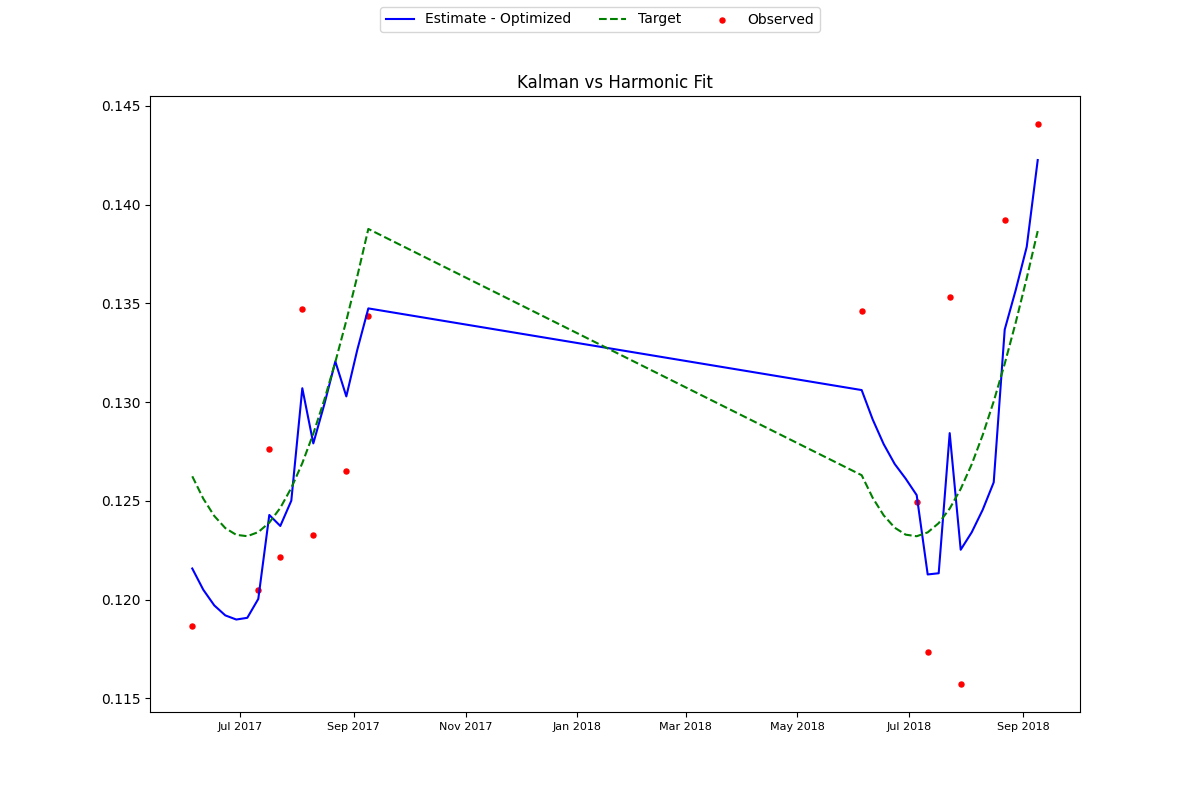 Estimate - Optimized Target Observed
Kalman vs Harmonic Fit
0.145
0.140
0.135
0.130
0.125
0.120
0.115
Jul 2017 Sep 2017 Nov 2017 Jan 2018 Mar 2018 May 2018 Jul 2018 Sep 2018